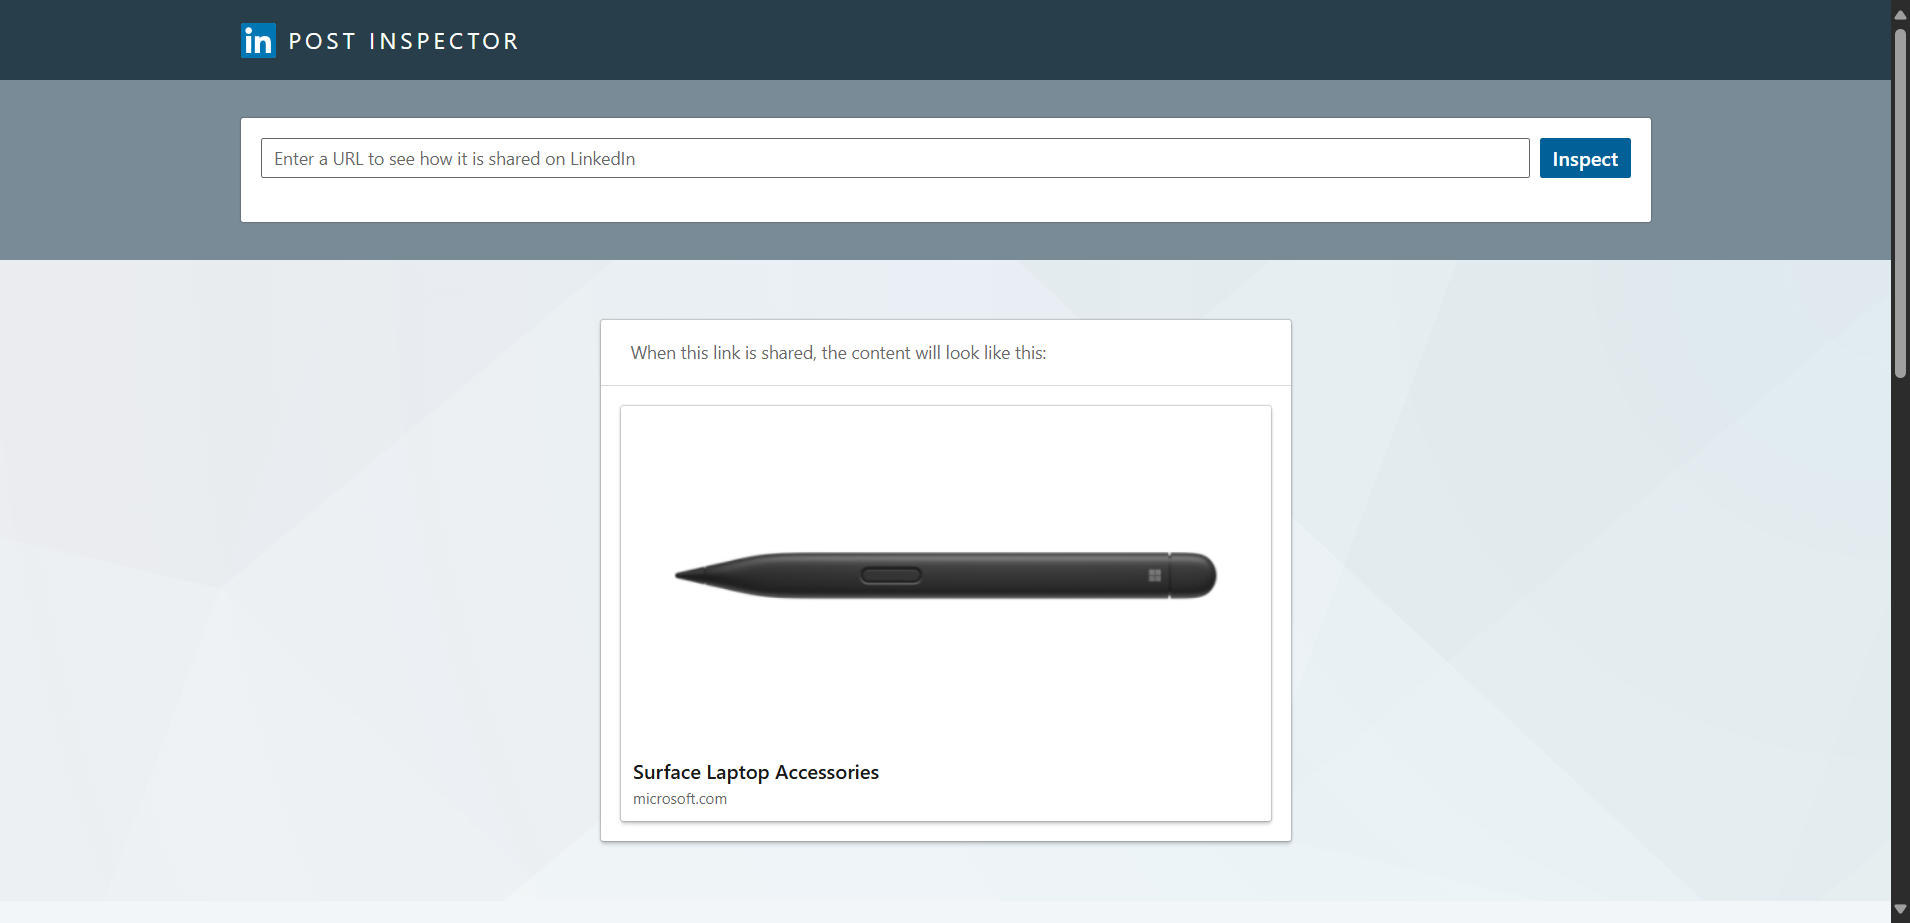 in POST INSPECTOR
Enter a URL to see how it is shared on LinkedIn
Inspect
When this link is shared, the content will look like this:
Surface Laptop Accessories
microsoft.com